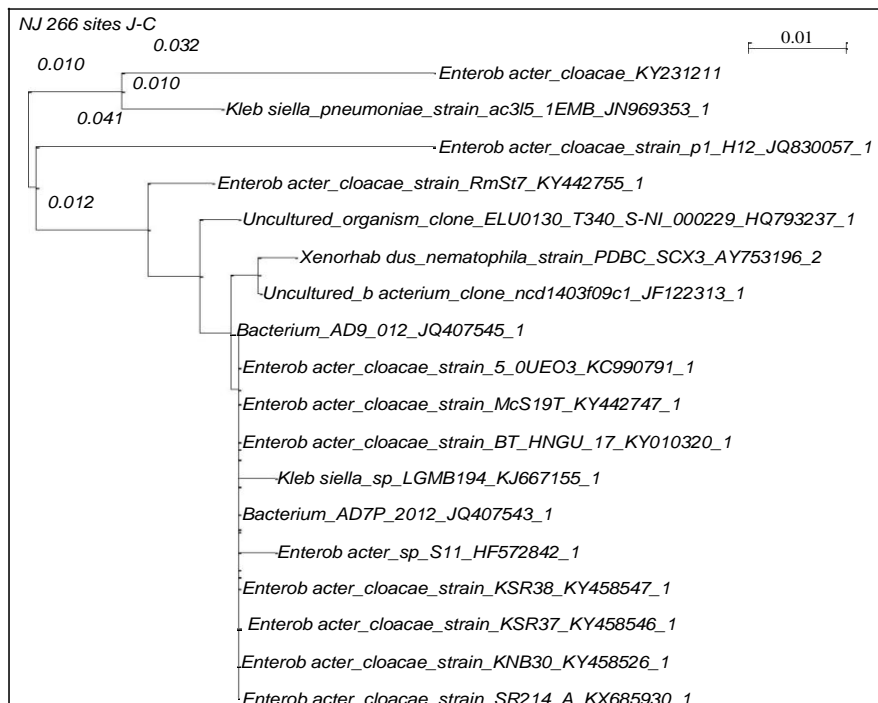 NJ 266 sites J-C
0.032
0.01
0.010
0.010
Enterob acter_cloacae_KY231211
0.041
Kleb siella_pneumoniae_strain_ac3l5_1EMB_JN969353_1
Enterob acter_cloacae_strain_p1_H12_JQ830057_1
0.012
Enterob acter_cloacae_strain_RmSt7_KY442755_1
Uncultured_organism_clone_ELU0130_T340_S-NI_000229_HQ793237_1
Xenorhab dus_nematophila_strain_PDBC_SCX3_AY753196_2
Uncultured_b acterium_clone_ncd1403f09c1_JF122313_1
Bacterium_AD9_012_JQ407545_1
Enterob acter_cloacae_strain_5_0UEO3_KC990791_1
Enterob acter_cloacae_strain_McS19T_KY442747_1
Enterob acter_cloacae_strain_BT_HNGU_17_KY010320_1
Kleb siella_sp_LGMB194_KJ667155_1
Bacterium_AD7P_2012_JQ407543_1
Enterob acter_sp_S11_HF572842_1
Enterob acter_cloacae_strain_KSR38_KY458547_1
Enterob acter_cloacae_strain_KSR37_KY458546_1
Enterob acter_cloacae_strain_KNB30_KY458526_1
Enterob acter_cloacae_strain_SR214_A_KX685930_1